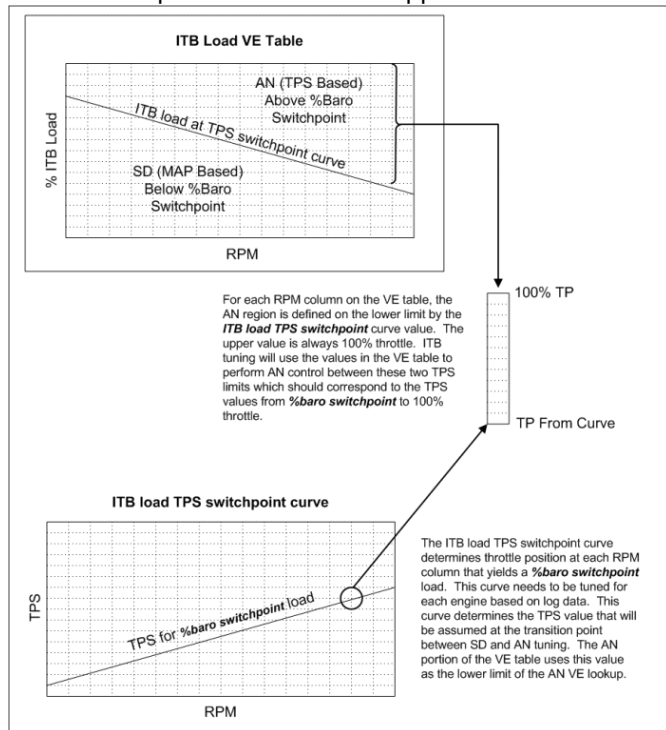 ITB Load VE Table
% ITB Load
AN (TPS Based)
Above %Baro
Switchpoint
ITB load at TPS switchpoint curve
SD (MAP Based)
Below %Baro
Switchpoint
RPM
For each RPM column on the VE table, the
AN region is defined on the lower limit by the
ITB load TPS switchpoint curve value. The
upper value is always 100% throttle. ITB
tuning will use the values in the VE table to
perform AN control between these two TPS
limits which should correspond to the TPS
values from %baro switchpoint to 100%
throttle.
100% TP
TP From Curve
ITB load TPS switchpoint curve
TPS
TPS for %baro switchpoint load
RPM
The ITB load TPS switchpoint curve
determines throttle position at each RPM
column that yields a %baro switchpoint
load. This curve needs to be tuned for
each engine based on log data. This
curve determines the TPS value that will
be assumed at the transition point
between SD and AN tuning. The AN
portion of the VE table uses this value
as the lower limit of the AN VE lookup.